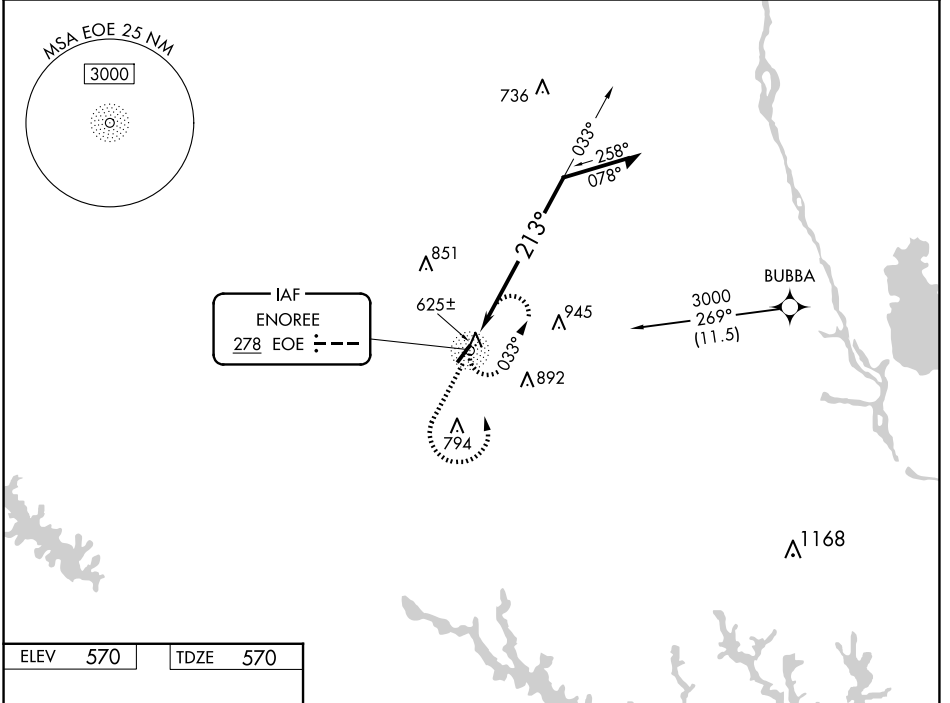 MSA EOE 25 NM
3000
736
033°
258°
078°
213°
851
625±
945
BUBBA
3000
269°
(11.5)
IAF
ENOREE
278 EOE
033°
892
794
1168
ELEV 570
TDZE 570